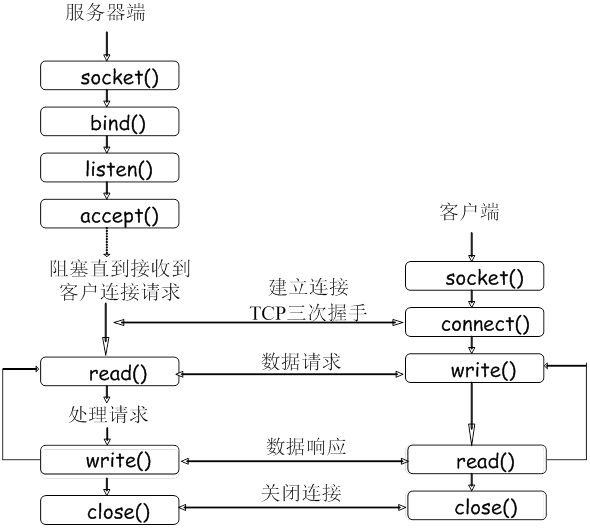 服务器端
socket()
bind()
listen()
accept()
阻塞直到接收到
客户连接请求
read()
处理请求
write()
close()
建立连接
TCP三次握手
数据请求
数据响应
关闭连接
客户端
socket()
connect()
write()
read()
close()